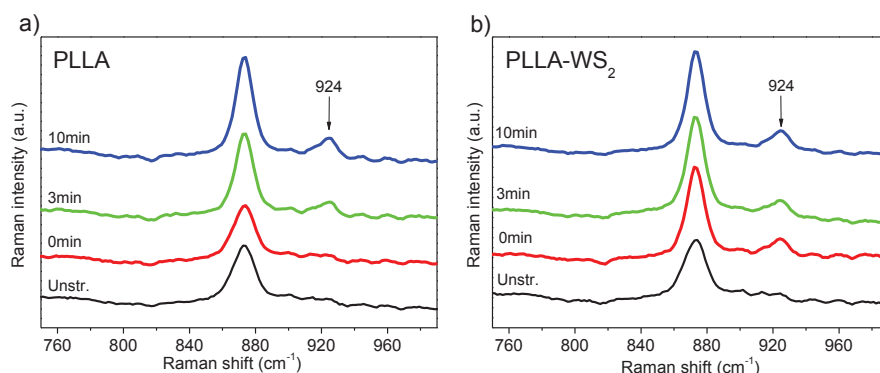 a)
PLLA
924
10min
3min
0min
Unstr.
Raman intensity (a.u.)
760 800 840 880 920 960
Raman shift (cm⁻¹)
b)
PLLA-WS₂
924
10min
3min
0min
Unstr.
Raman intensity (a.u.)
760 800 840 880 920 960
Raman shift (cm⁻¹)